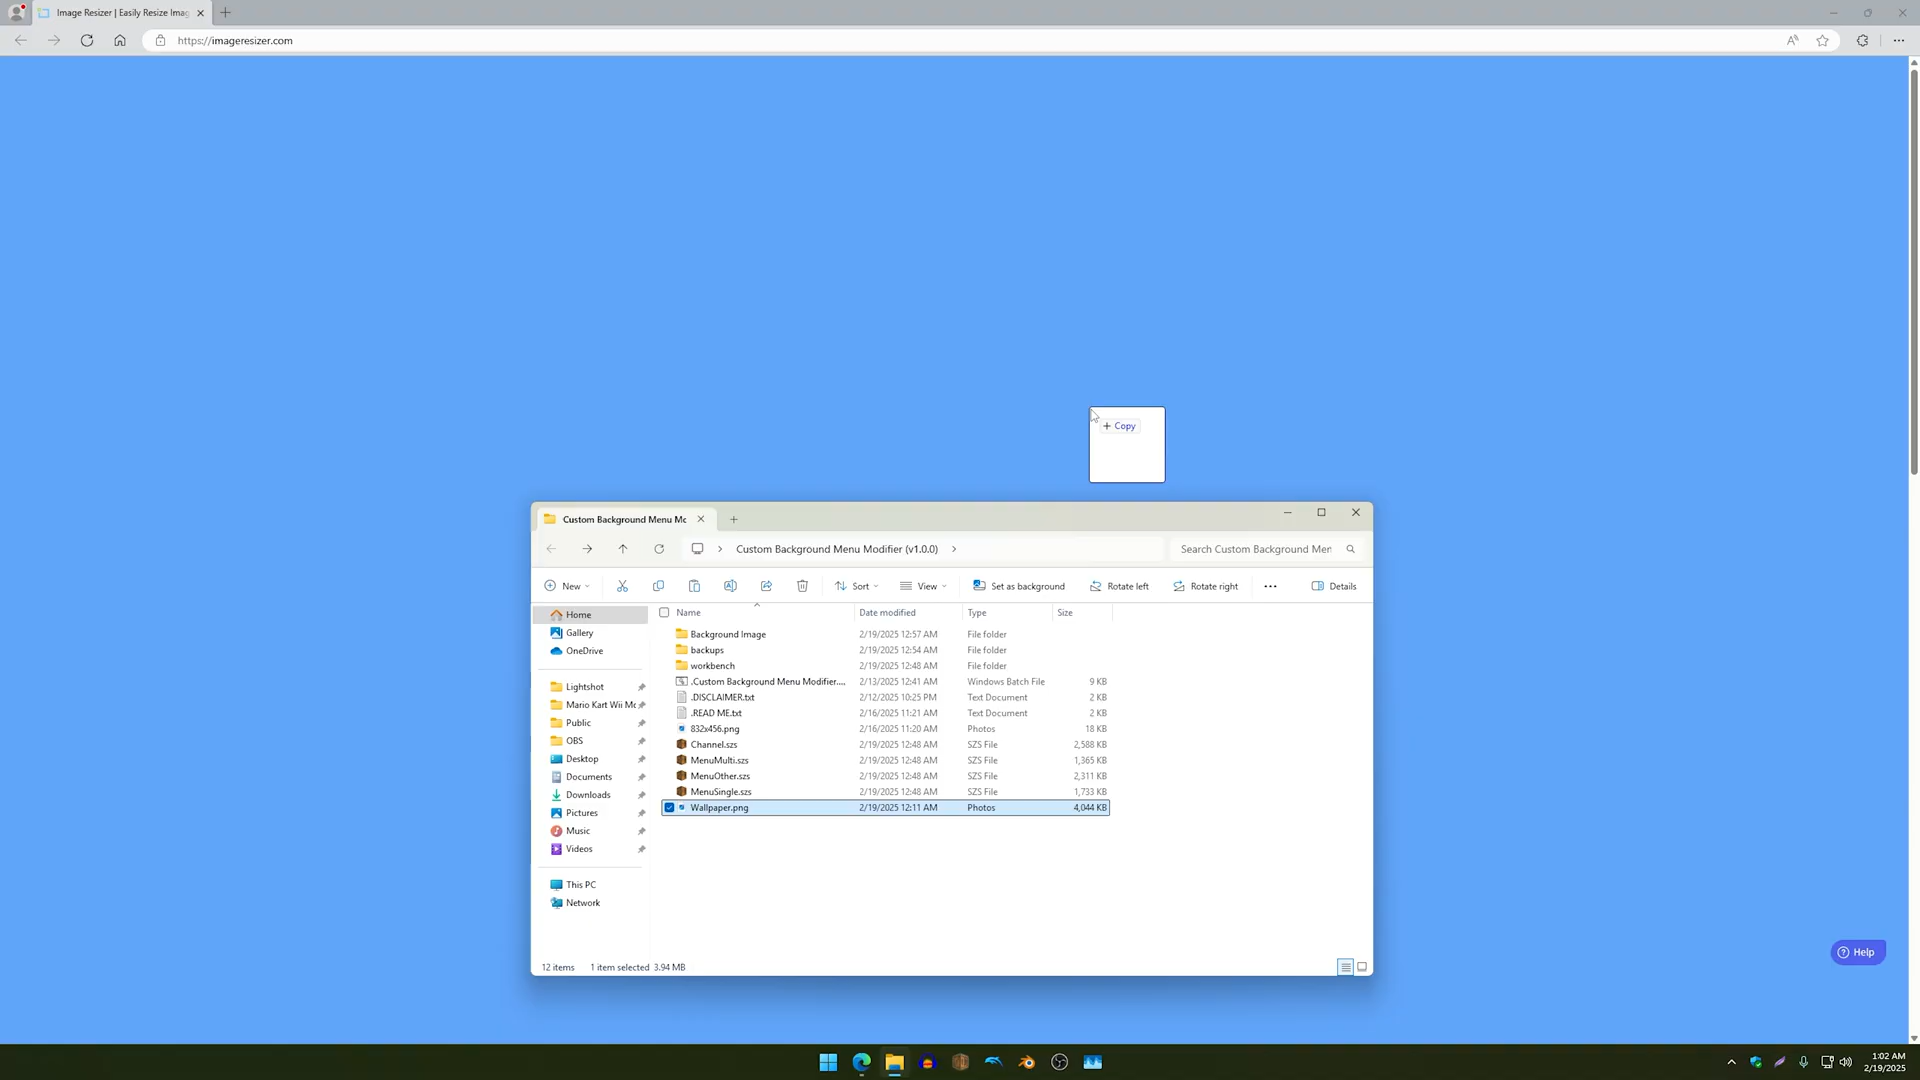 Image Resizer | Easily Resize Imag
https://imageresizer.com
+ Copy
Custom Background Menu Mc
Custom Background Menu Modifier (v1.0.0)
Search Custom Background Mer
New
Sort
View
Set as background
Rotate left
Rotate right
Details
Name Date modified Type Size
Home
Gallery
OneDrive
Lightshot
Mario Kart Wii Mc
Public
OBS
Desktop
Documents
Downloads
Pictures
Music
Videos
This PC
Network
Background Image 2/19/2025 12:57 AM File folder
backups 2/19/2025 12:54 AM File folder
workbench 2/19/2025 12:48 AM File folder
.Custom Background Menu Modifier.... 2/13/2025 12:41 AM Windows Batch File 9 KB
.DISCLAIMER.txt 2/12/2025 10:25 PM Text Document 2 KB
.READ ME.txt 2/16/2025 11:21 AM Text Document 2 KB
832x456.png 2/16/2025 11:20 AM Photos 18 KB
Channel.szs 2/19/2025 12:48 AM SZS File 2,588 KB
MenuMulti.szs 2/19/2025 12:48 AM SZS File 1,365 KB
MenuOther.szs 2/19/2025 12:48 AM SZS File 2,311 KB
MenuSingle.szs 2/19/2025 12:48 AM SZS File 1,733 KB
Wallpaper.png 2/19/2025 12:11 AM Photos 4,044 KB
12 items 1 item selected 3.94 MB
Help
1:02 AM
2/19/2025